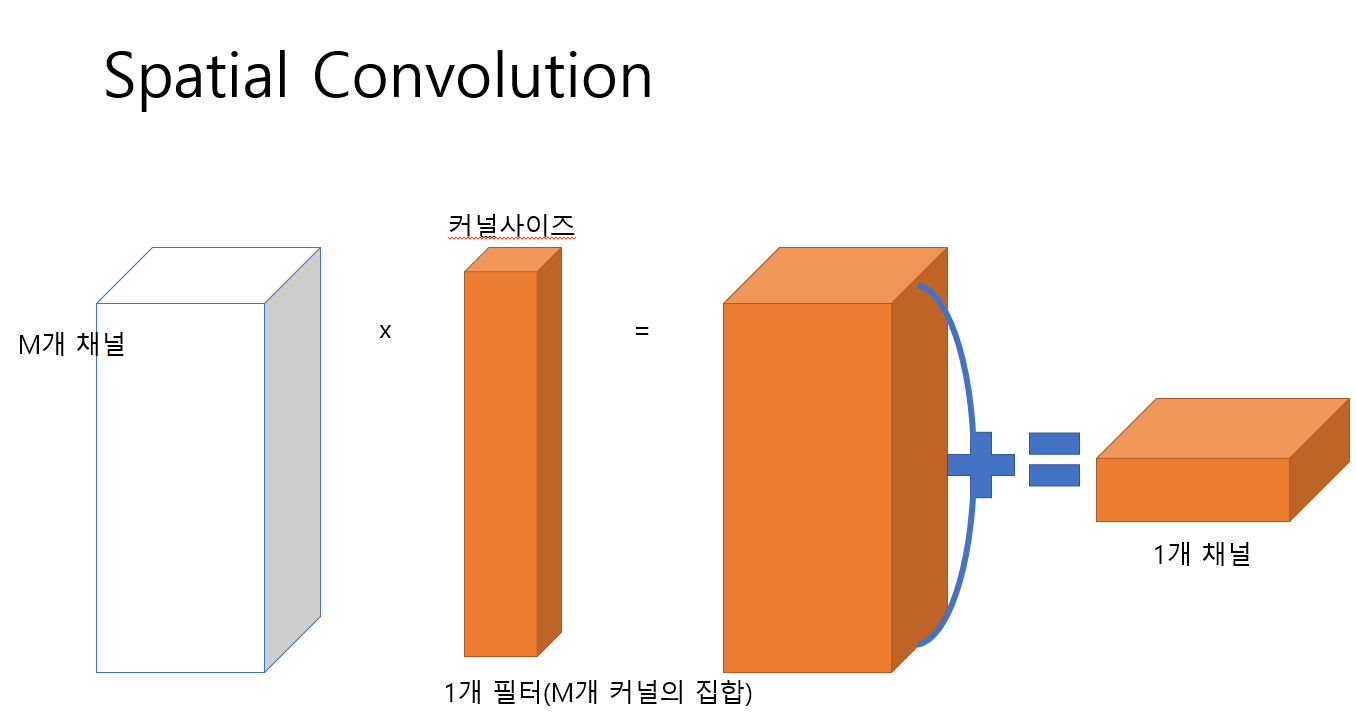 Spatial Convolution
커널사이즈
M개 채널
x
=
1개 채널
1개 필터(M개 커널의 집합)